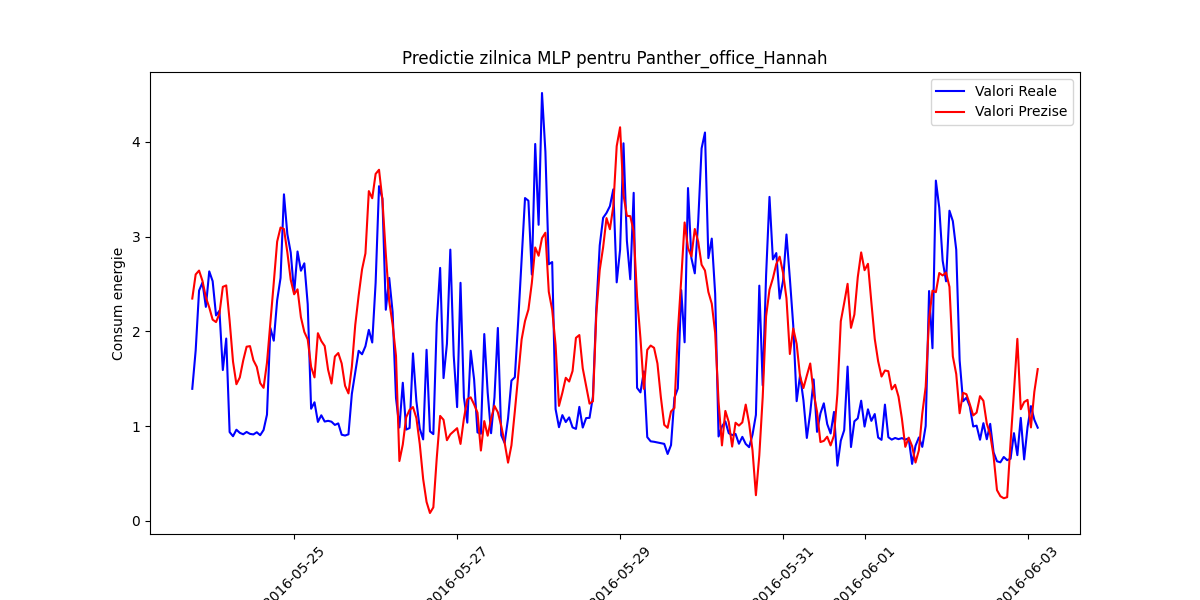 Predictie zilnica MLP pentru Panther_office_Hannah
Valori Reale
Valori Prezise
Consum energie
4
3
2
1
0
2016-05-25
2016-05-27
2016-05-29
2016-05-31
2016-06-01
2016-06-03